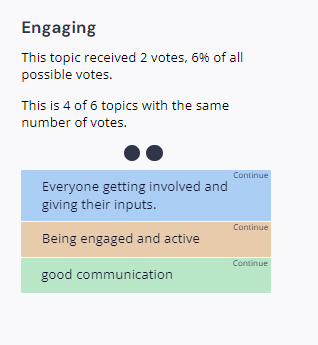 Engaging
This topic received 2 votes, 6% of all
possible votes.
This is 4 of 6 topics with the same
number of votes.
Continue
Everyone getting involved and
giving their inputs.
Continue
Being engaged and active
Continue
good communication